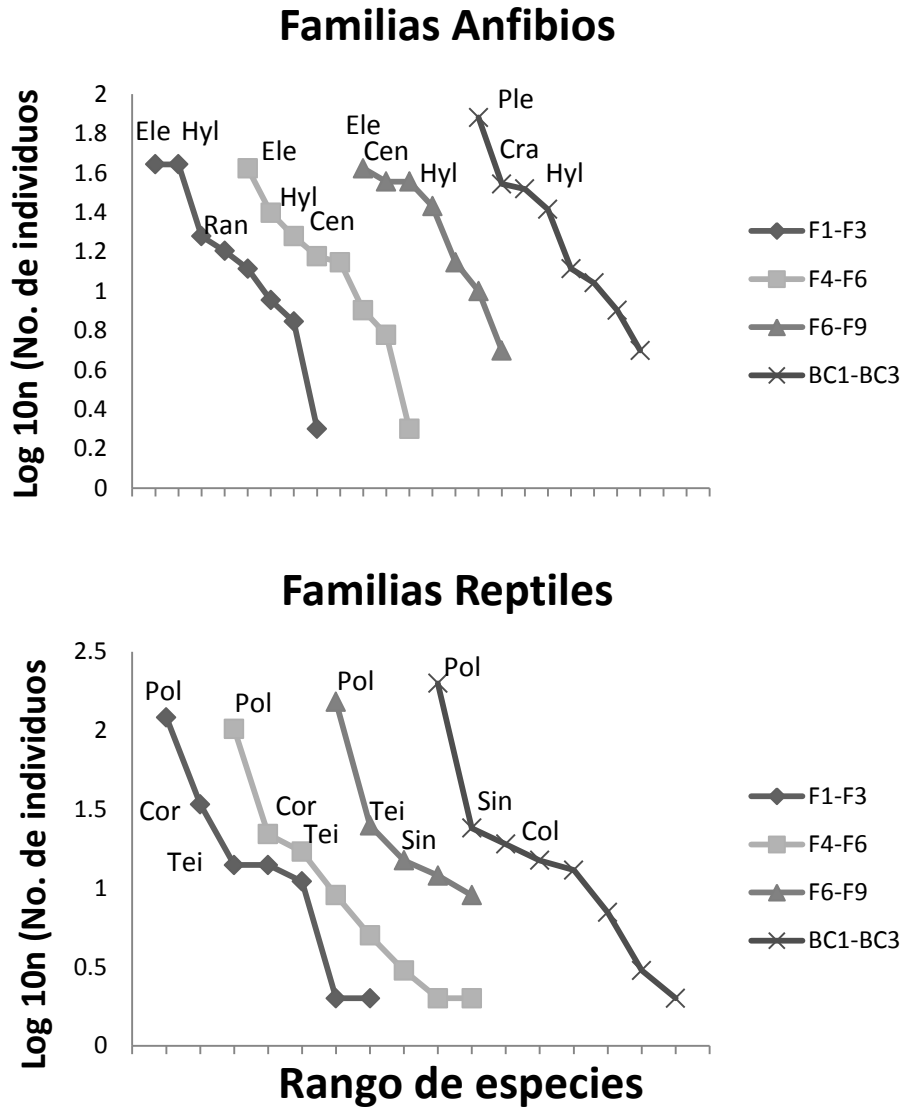 Familias Anfibios
Log 10n (No. de individuos
2
1.8
1.6
1.4
1.2
1
0.8
0.6
0.4
0.2
0
Ele Hyl
Ran
Ele
Hyl
Cen
Ele
Cen
Hyl
Ple
Cra
Hyl
F1-F3
F4-F6
F6-F9
BC1-BC3
Familias Reptiles
Log 10n (No. de individuos
2.5
2
1.5
1
0.5
0
Pol
Cor
Tei
Pol
Cor
Tei
Pol
Tei
Sin
Pol
Sin
Col
F1-F3
F4-F6
F6-F9
BC1-BC3
Rango de especies